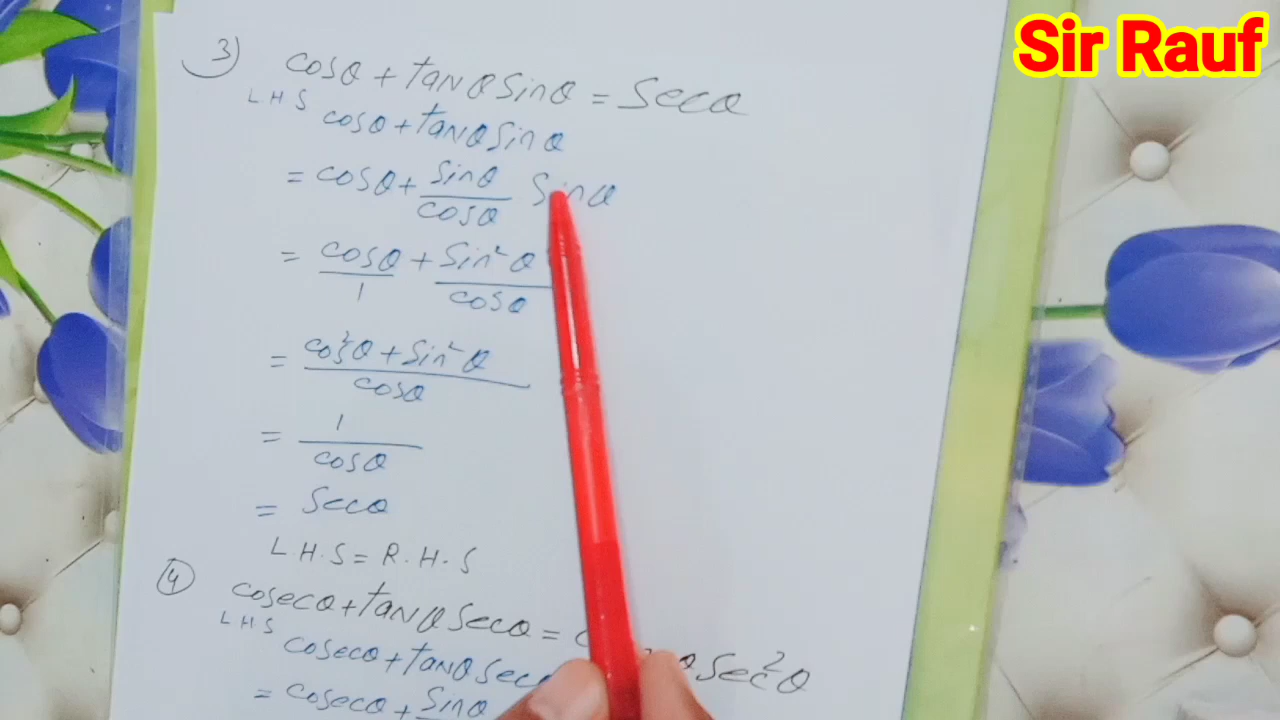 Sir Rauf
3) cosθ + tanθ sinθ = secθ
LHS cosθ + tanθ sinθ
= cosθ + sinθ/cosθ sinθ
= cosθ/1 + sin²θ/cosθ
= cos²θ + sin²θ/cosθ
= 1/cosθ
= secθ
L.H.S = R.H.S
④ cosecθ + tanθ secθ = θ sec²θ
LHS cosecθ + tanθ sec
= cosecθ + sinθ